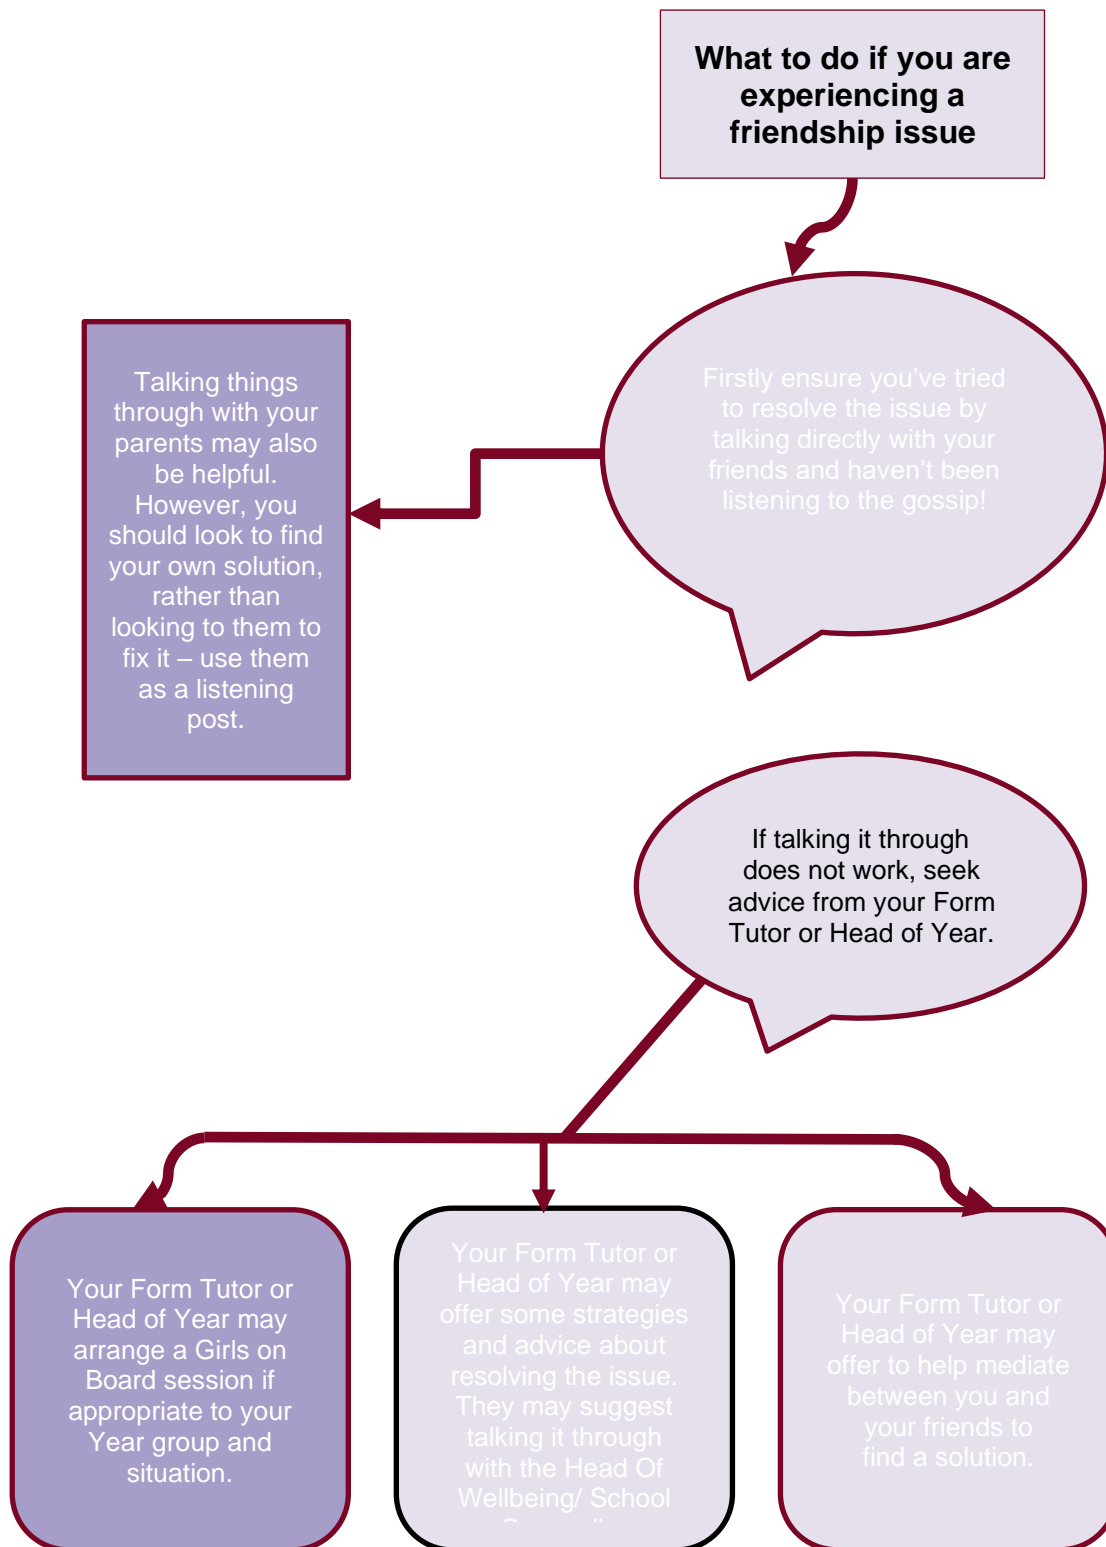 What to do if you are
experiencing a
friendship issue
Firstly ensure you've tried
to resolve the issue by
talking directly with your
friends and haven't been
listening to the gossip!
Talking things
through with your
parents may also
be helpful.
However, you
should look to find
your own solution,
rather than
looking to them to
fix it – use them
as a listening
post.
If talking it through
does not work, seek
advice from your Form
Tutor or Head of Year.
Your Form Tutor or
Head of Year may
arrange a Girls on
Board session if
appropriate to your
Year group and
situation.
Your Form Tutor or
Head of Year may
offer some strategies
and advice about
resolving the issue.
They may suggest
talking it through
with the Head Of
Wellbeing/ School
Your Form Tutor or
Head of Year may
offer to help mediate
between you and
your friends to
find a solution.